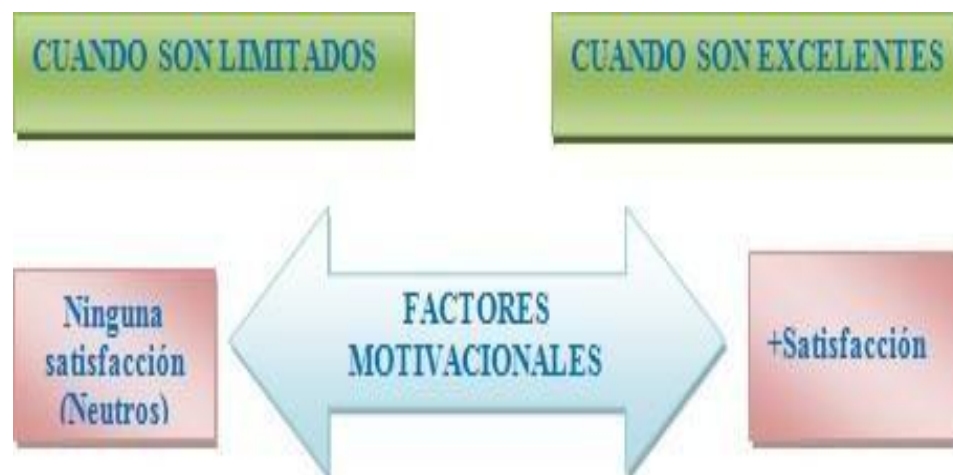 CUANDO SON LIMITADOS
CUANDO SON EXCELENTES
Ninguna
satisfacción
(Neutros)
FACTORES
MOTIVACIONALES
+Satisfacción